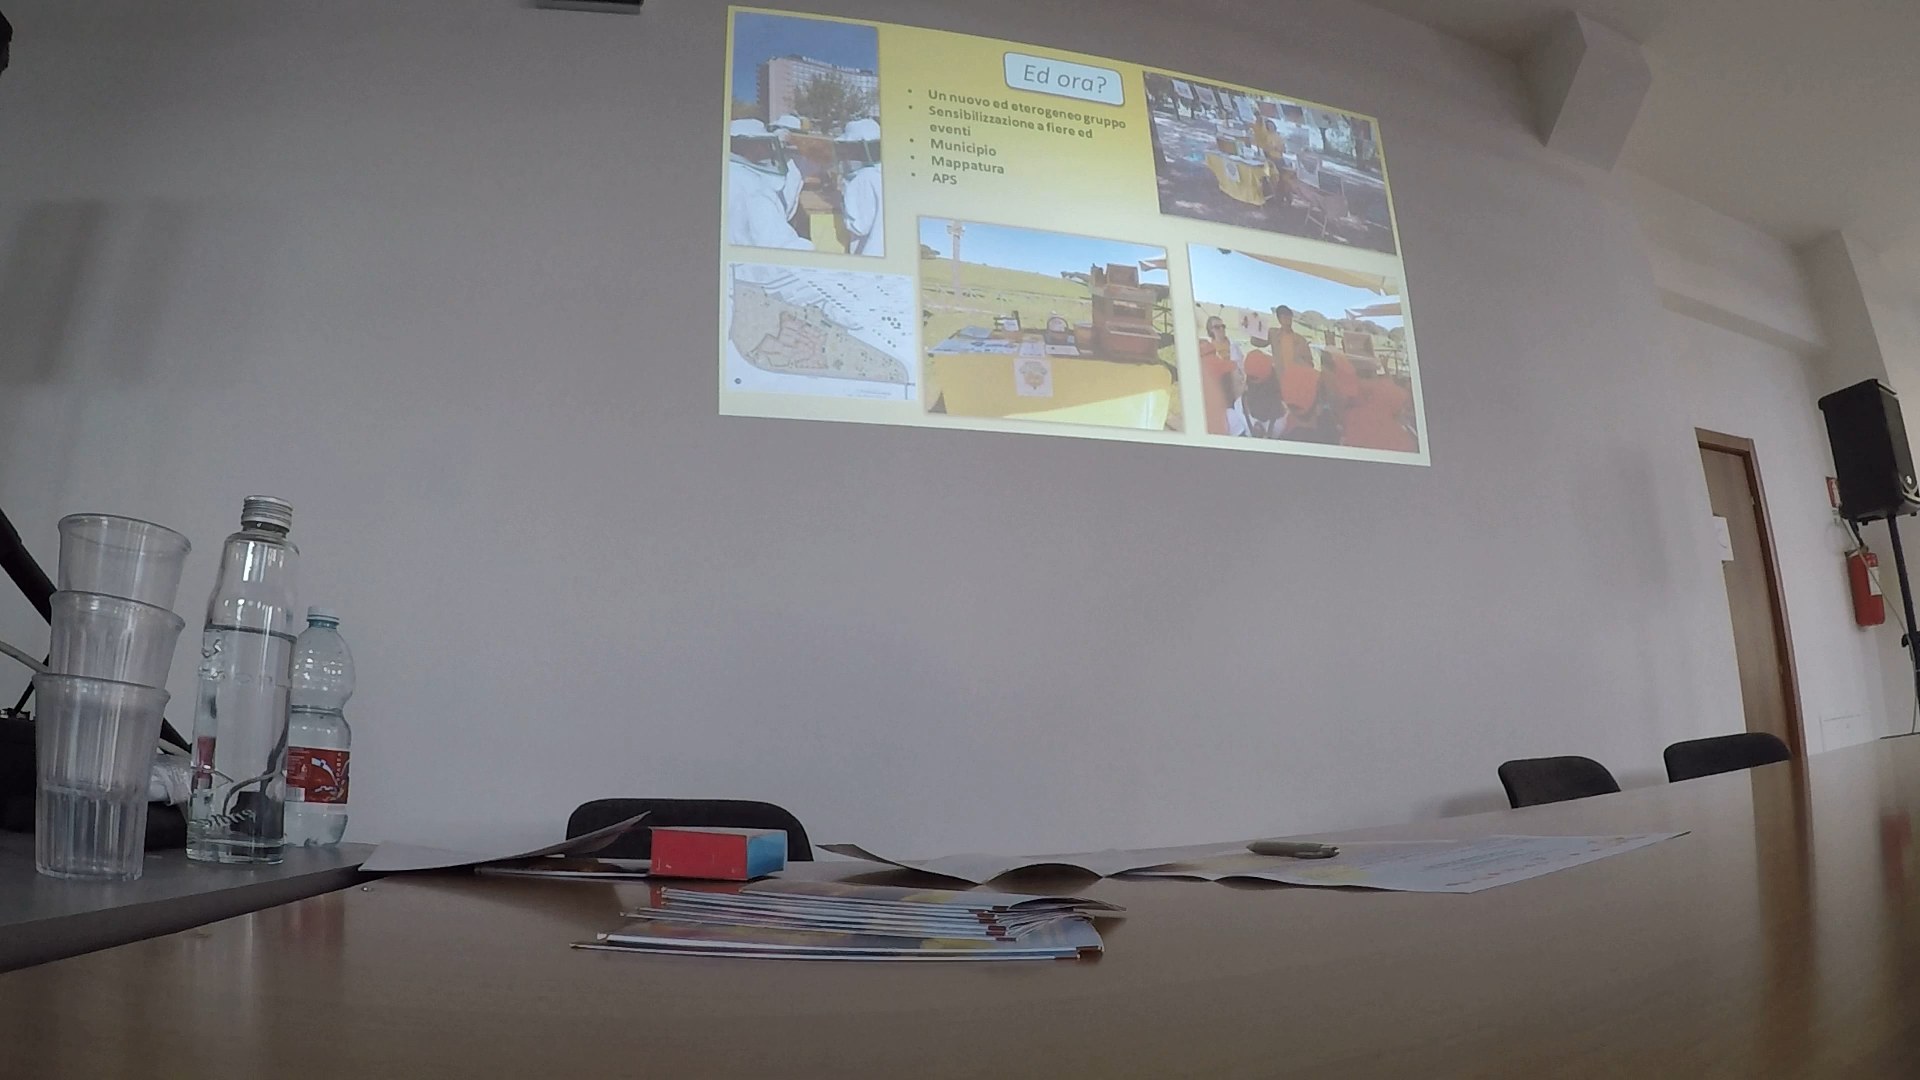 Ed ora?
• Un nuovo ed eterogeneo gruppo
• Sensibilizzazione a fiere ed
eventi
• Municipio
• Mappatura
• APS